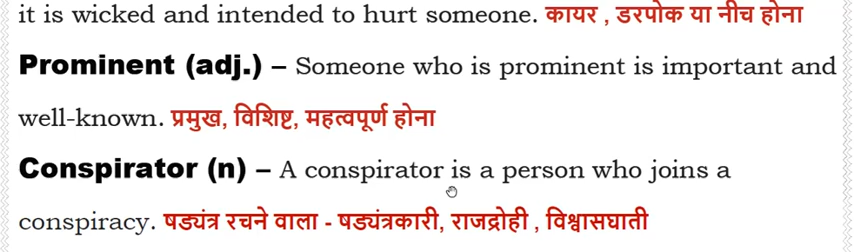 it is wicked and intended to hurt someone. कायर , डरपोक या नीच होना
Prominent (adj.) – Someone who is prominent is important and
well-known. प्रमुख, विशिष्ट, महत्वपूर्ण होना
Conspirator (n) – A conspirator is a person who joins a
conspiracy. षड्यंत्र रचने वाला - षड्यंत्रकारी, राजद्रोही , विश्वासघाती